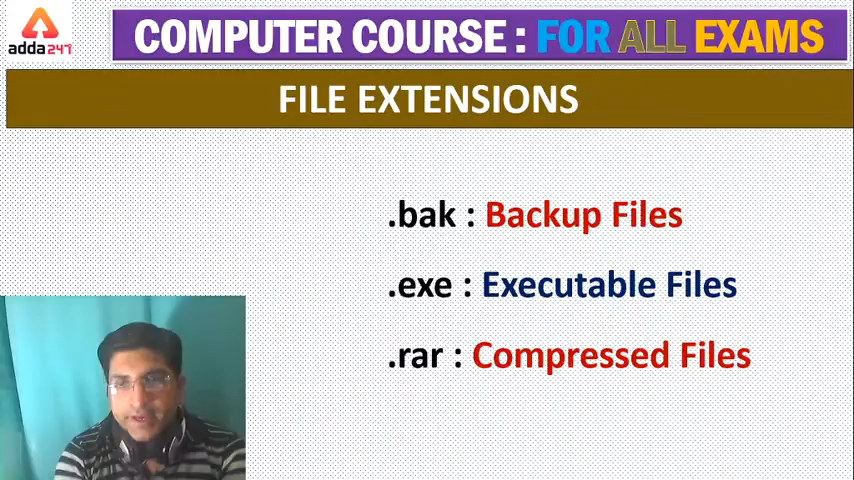 adda247
COMPUTER COURSE : FOR ALL EXAMS
FILE EXTENSIONS
.bak : Backup Files
.exe : Executable Files
.rar : Compressed Files